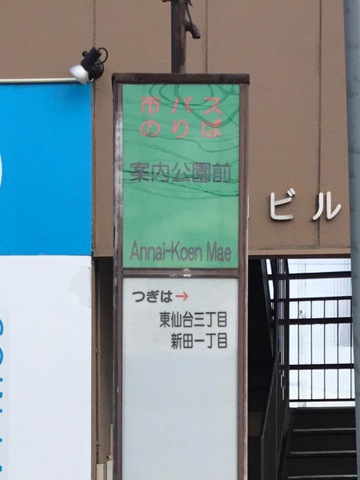 市バス
のりば
案内公園前
Annai-Koen Mae
つぎは→
東仙台三丁目
新田一丁目
ビル